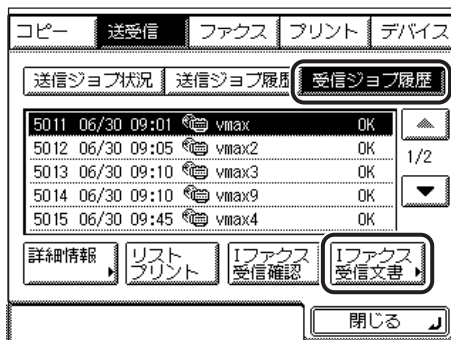 コピー 送受信 ファクス プリント デバイス
送信ジョブ状況 送信ジョブ履歴 受信ジョブ履歴
5011 06/30 09:01 vmax OK
5012 06/30 09:05 vmax2 OK
5013 06/30 09:10 vmax3 OK
5014 06/30 09:10 vmax9 OK
5015 06/30 09:45 vmax4 OK
1/2
詳細情報 リスト Iファクス Iファクス
プリント 受信確認 受信文書
閉じる